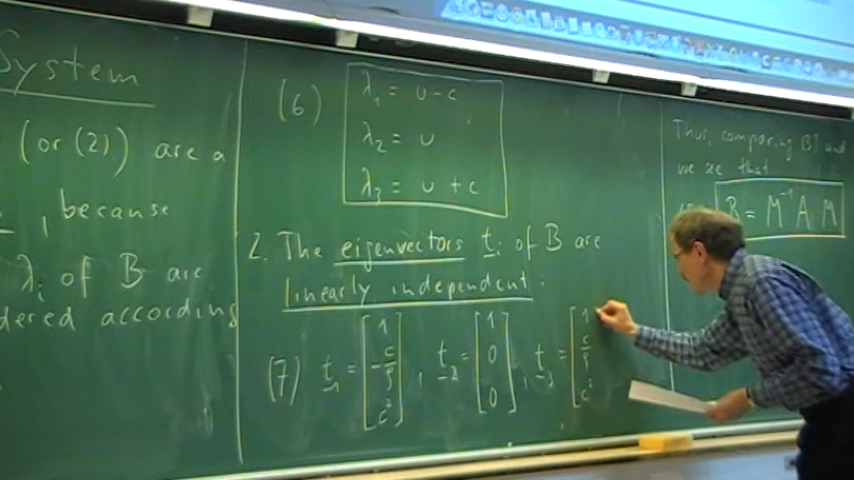 System
(or (2)) are a
, because
λi of B are
dered according
(6)
λ1 = u - c
λ2 = u
λ3 = u + c
2. The eigenvectors ti of B are
linearly independent.
(7) t1 = [1, -c/ρ, c²], t2 = [1, 0, 0], t3 = [1, c/ρ, c²
Thus, comparing (3) and
we see that
B = M⁻¹ A M